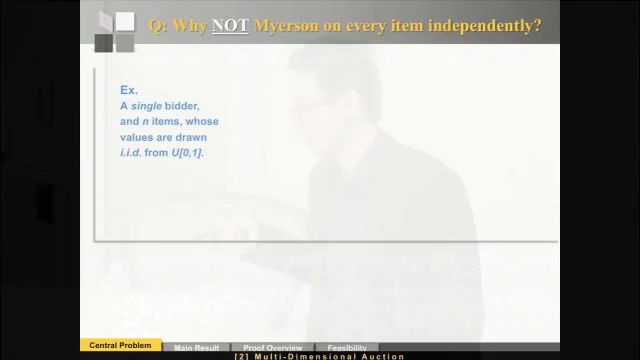 Q: Why NOT Myerson on every item independently?
Ex.
A single bidder,
and n items, whose
values are drawn
i.i.d. from U[0,1].
Central Problem
Main Result
Proof Overview
Feasibility
[2] Multi-Dimensional Auction